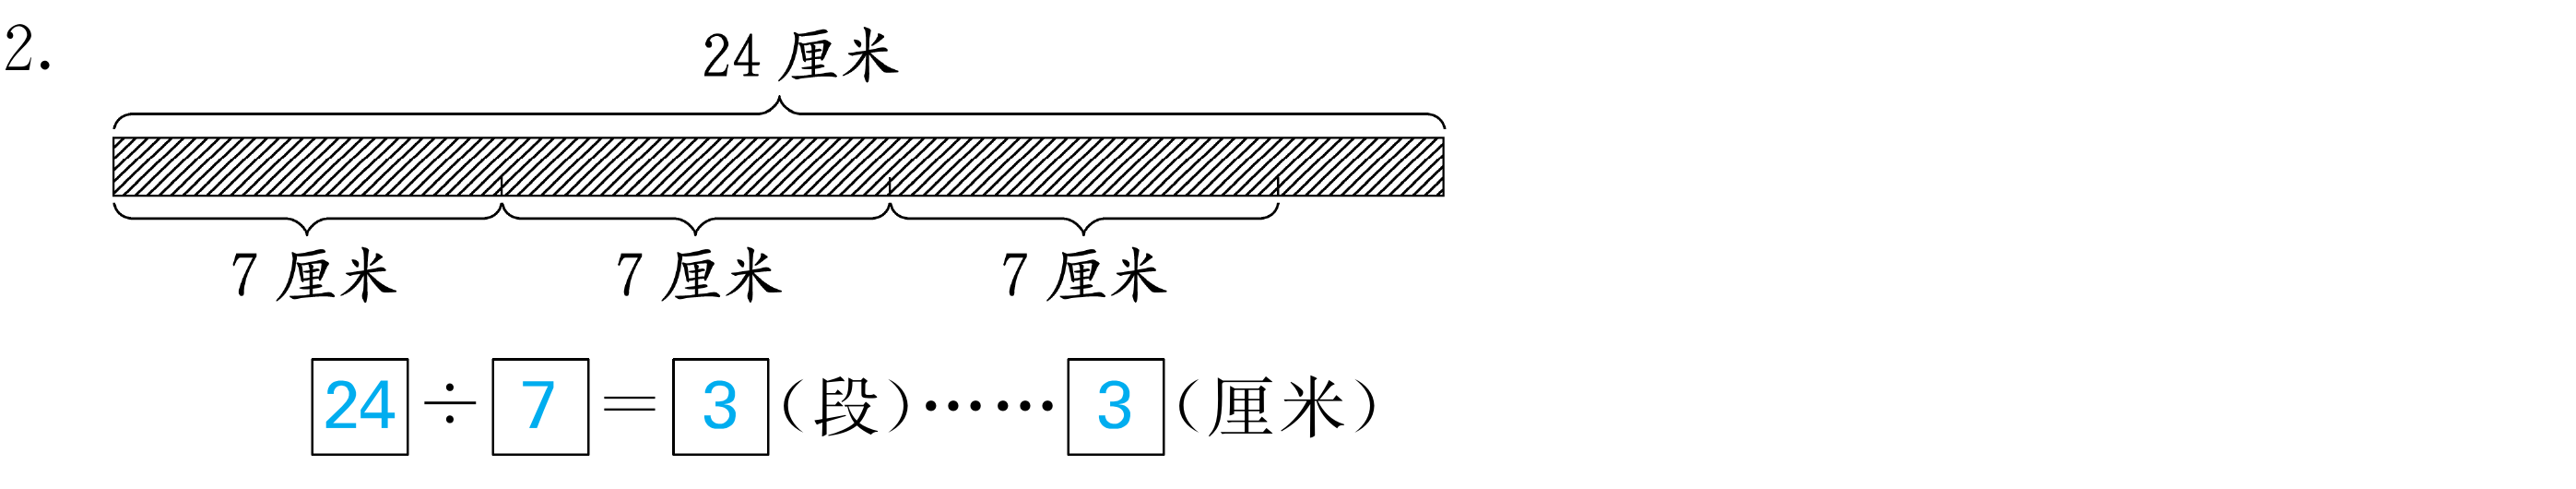 2.
24 厘米
7 厘米 7 厘米 7 厘米
24 ÷ 7 = 3 (段)……3 (厘米)